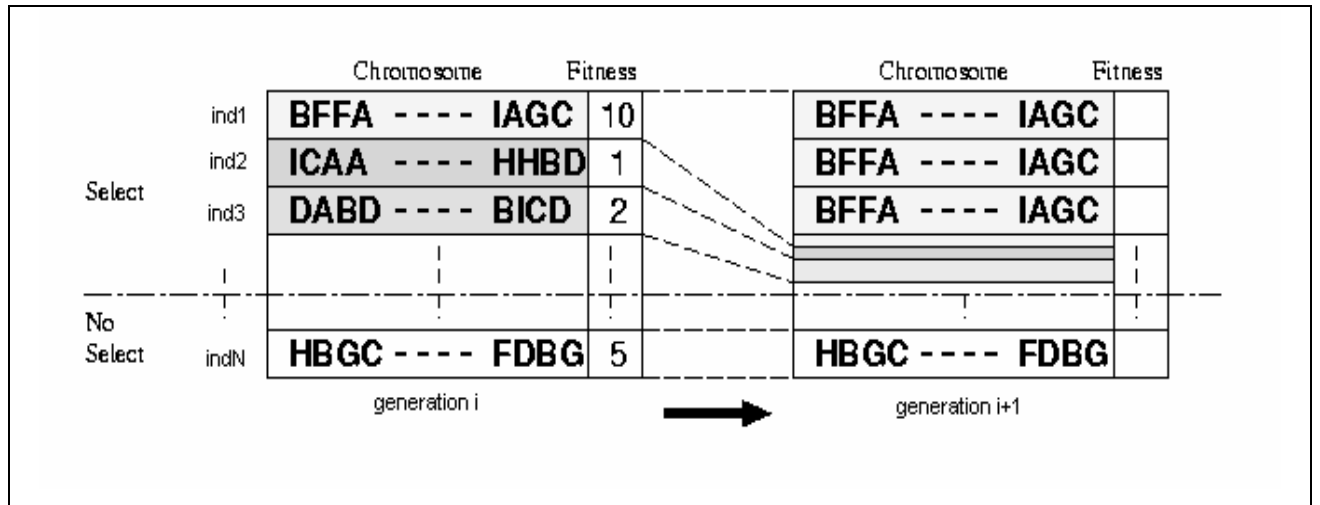 Chromosome Fitness Chromosome Fitness
ind1 BFFA ---- IAGC 10 BFFA ---- IAGC
ind2 ICAA ---- HHBD 1 BFFA ---- IAGC
Select
ind3 DABD ---- BICD 2 BFFA ---- IAGC
No
Select indN HBGC ---- FDBG 5 HBGC ---- FDBG
generation i generation i+1